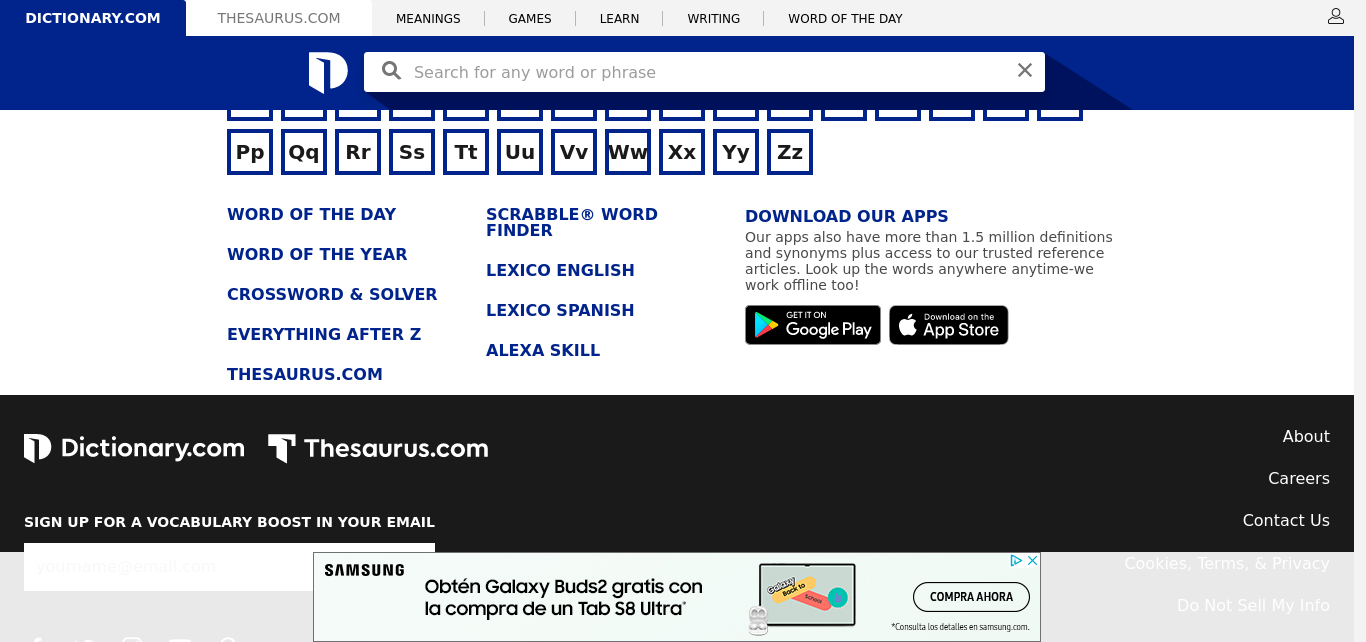 DICTIONARY.COM
THESAURUS.COM
MEANINGS
GAMES
LEARN
WRITING
WORD OF THE DAY
Search for any word or phrase
Pp Qq Rr Ss Tt Uu Vv Ww Xx Yy Zz
WORD OF THE DAY
WORD OF THE YEAR
CROSSWORD & SOLVER
EVERYTHING AFTER Z
THESAURUS.COM
SCRABBLE® WORD
FINDER
LEXICO ENGLISH
LEXICO SPANISH
ALEXA SKILL
DOWNLOAD OUR APPS
Our apps also have more than 1.5 million definitions
and synonyms plus access to our trusted reference
articles. Look up the words anywhere anytime-we
work offline too!
GET IT ON
Google Play
Download on the
App Store
Dictionary.com
Thesaurus.com
About
Careers
Contact Us
Cookies, Terms, & Privacy
Do Not Sell My Info
SIGN UP FOR A VOCABULARY BOOST IN YOUR EMAIL
yourname@email.com
SAMSUNG
Obtén Galaxy Buds2 gratis con
la compra de un Tab S8 Ultra*
Galaxy
Back to
School
COMPRA AHORA
*Consulta los detalles en samsung.com.